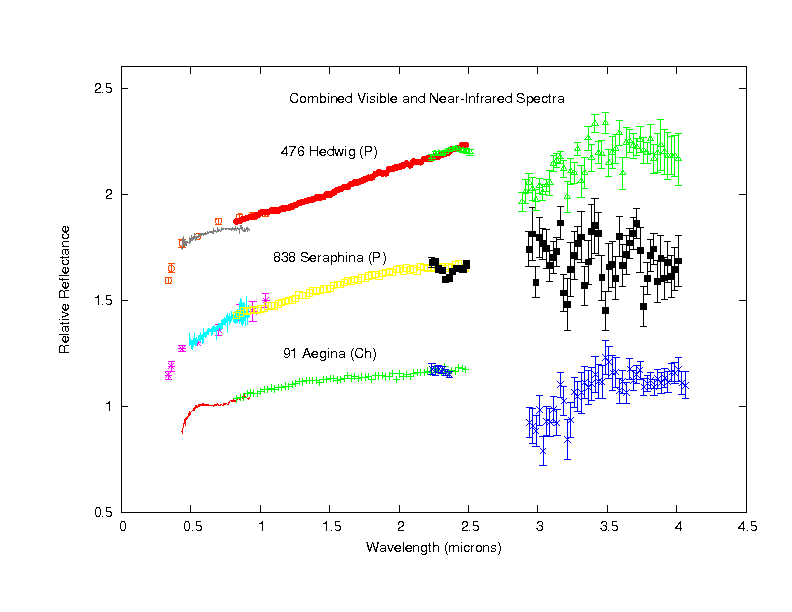 Combined Visible and Near-Infrared Spectra
476 Hedwig (P)
838 Seraphina (P)
91 Aegina (Ch)
Relative Reflectance
2.5
2
1.5
1
0.5
0 0.5 1 1.5 2 2.5 3 3.5 4 4.5
Wavelength (microns)